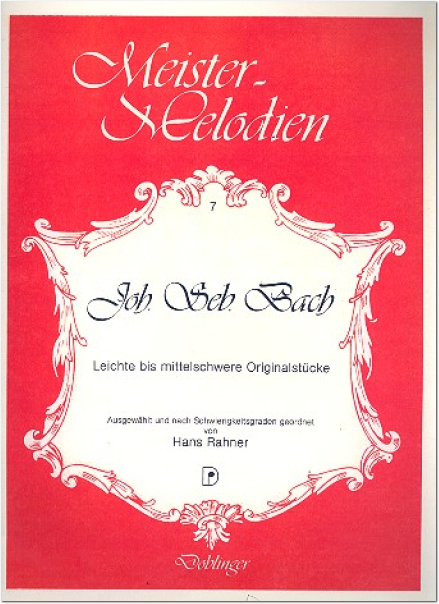 Meister-
Melodien
7
Joh. Seb. Bach
Leichte bis mittelschwere Originalstücke
Ausgewählt und nach Schwierigkeitsgraden geordnet
von
Hans Rahner
D
Doblinger